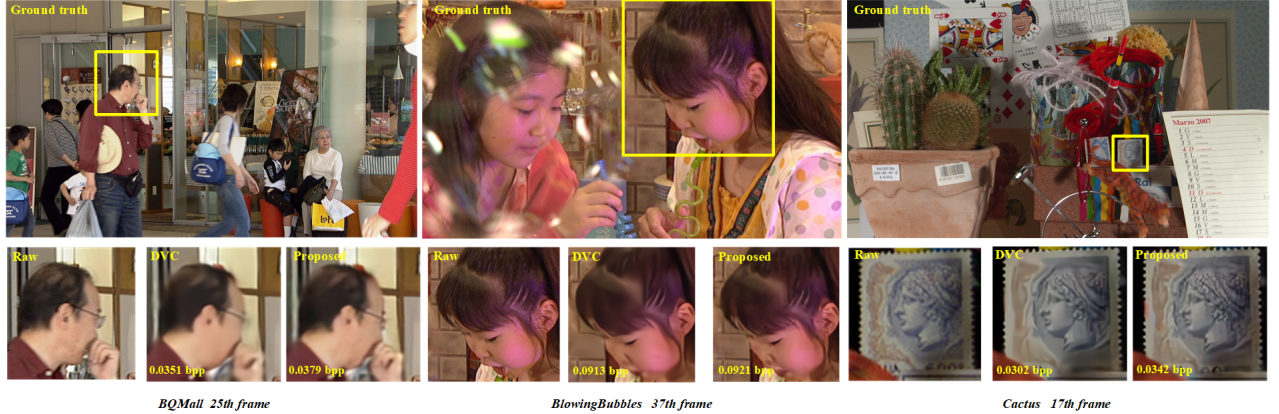 Ground truth
Ground truth
Ground truth
Marzo 2007
Raw
DVC
0.0351 bpp
Proposed
0.0379 bpp
Raw
DVC
0.0913 bpp
Proposed
0.0921 bpp
Raw
DVC
0.0302 bpp
Proposed
0.0342 bpp
BQMall 25th frame
BlowingBubbles 37th frame
Cactus 17th frame